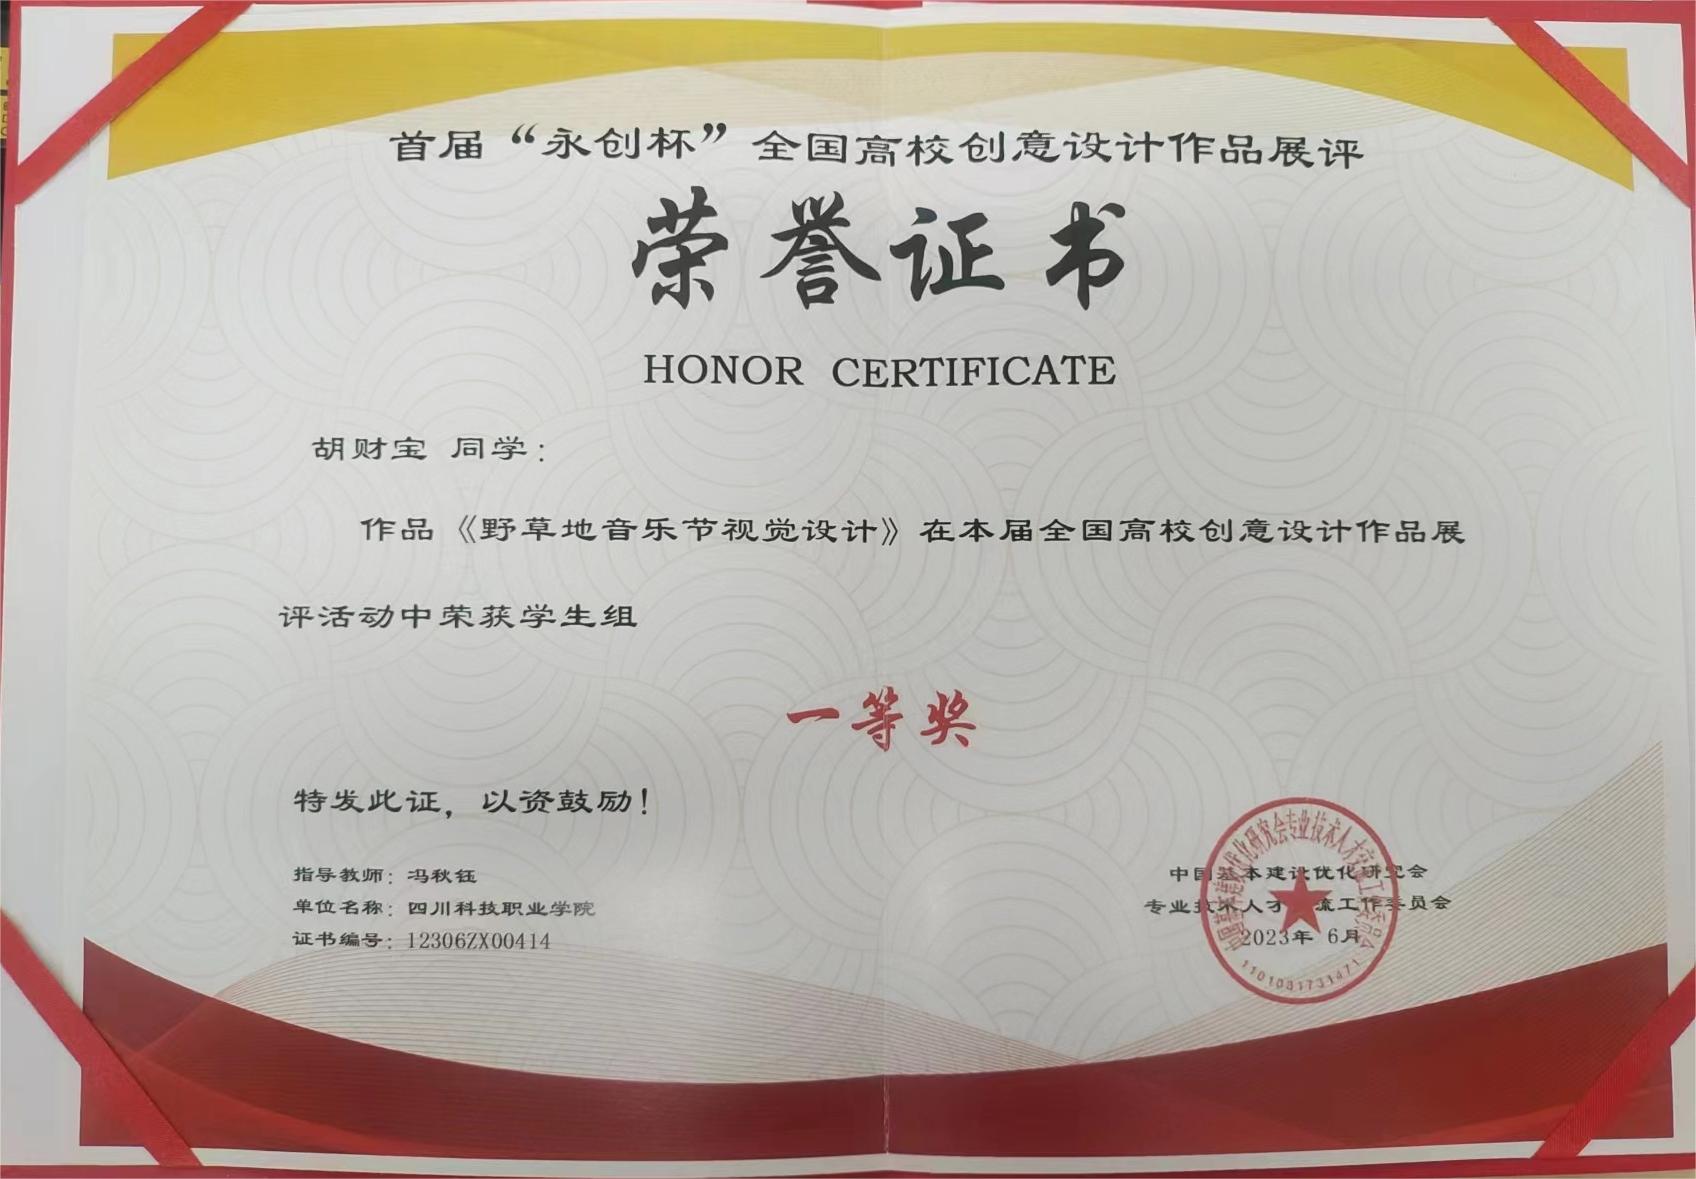 首届“永创杯”全国高校创意设计作品展评
荣誉证书
HONOR CERTIFICATE
胡财宝 同学：
作品《野草地音乐节视觉设计》在本届全国高校创意设计作品展
评活动中荣获学生组
一等奖
特发此证，以资鼓励！
指导教师：冯秋钰
单位名称：四川科技职业学院
证书编号：12306ZX00414
中国基本建设优化研究会
专业技术人才交流工作委员会
2023年 6月
1101081731471